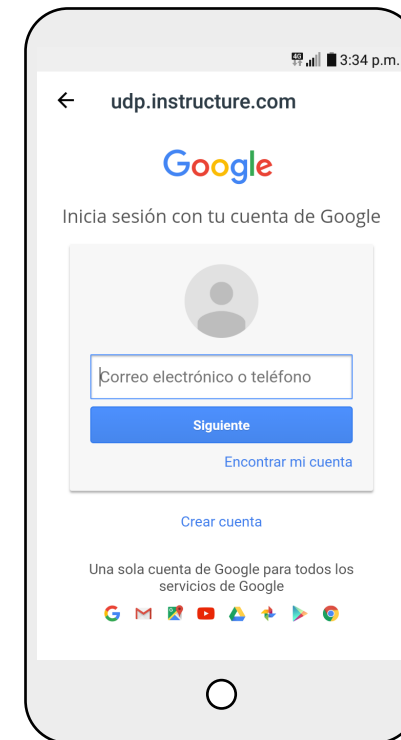 4G 3:34 p.m.
udp.instructure.com
Google
Inicia sesión con tu cuenta de Google
Correo electrónico o teléfono
Siguiente
Encontrar mi cuenta
Crear cuenta
Una sola cuenta de Google para todos los
servicios de Google